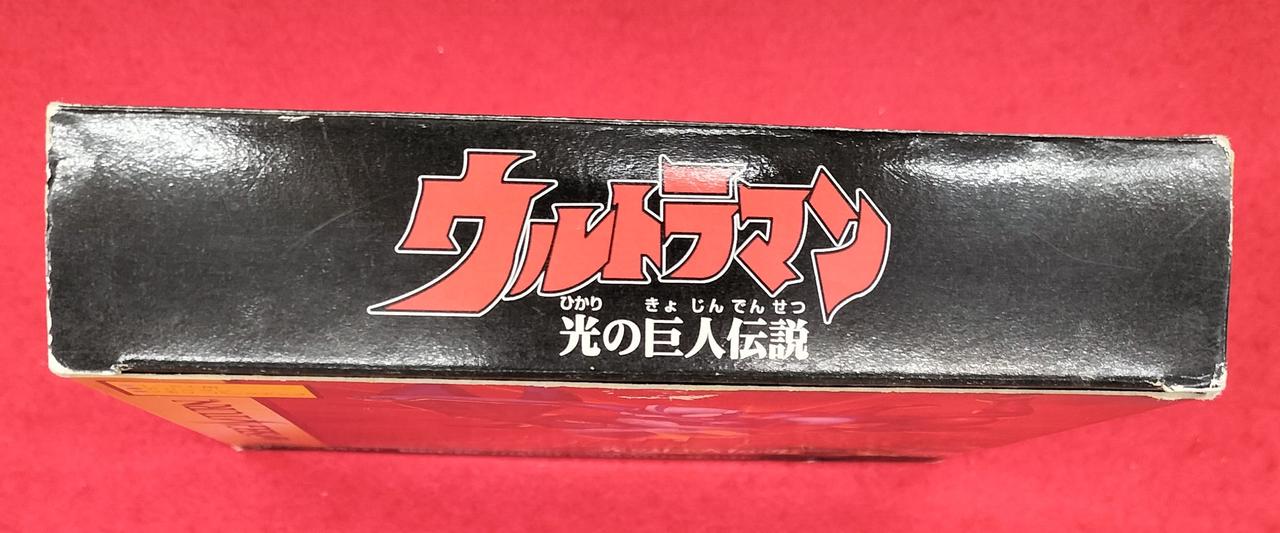 ウルトラマン
ひかり きょ じん でん せつ
光の巨人伝説